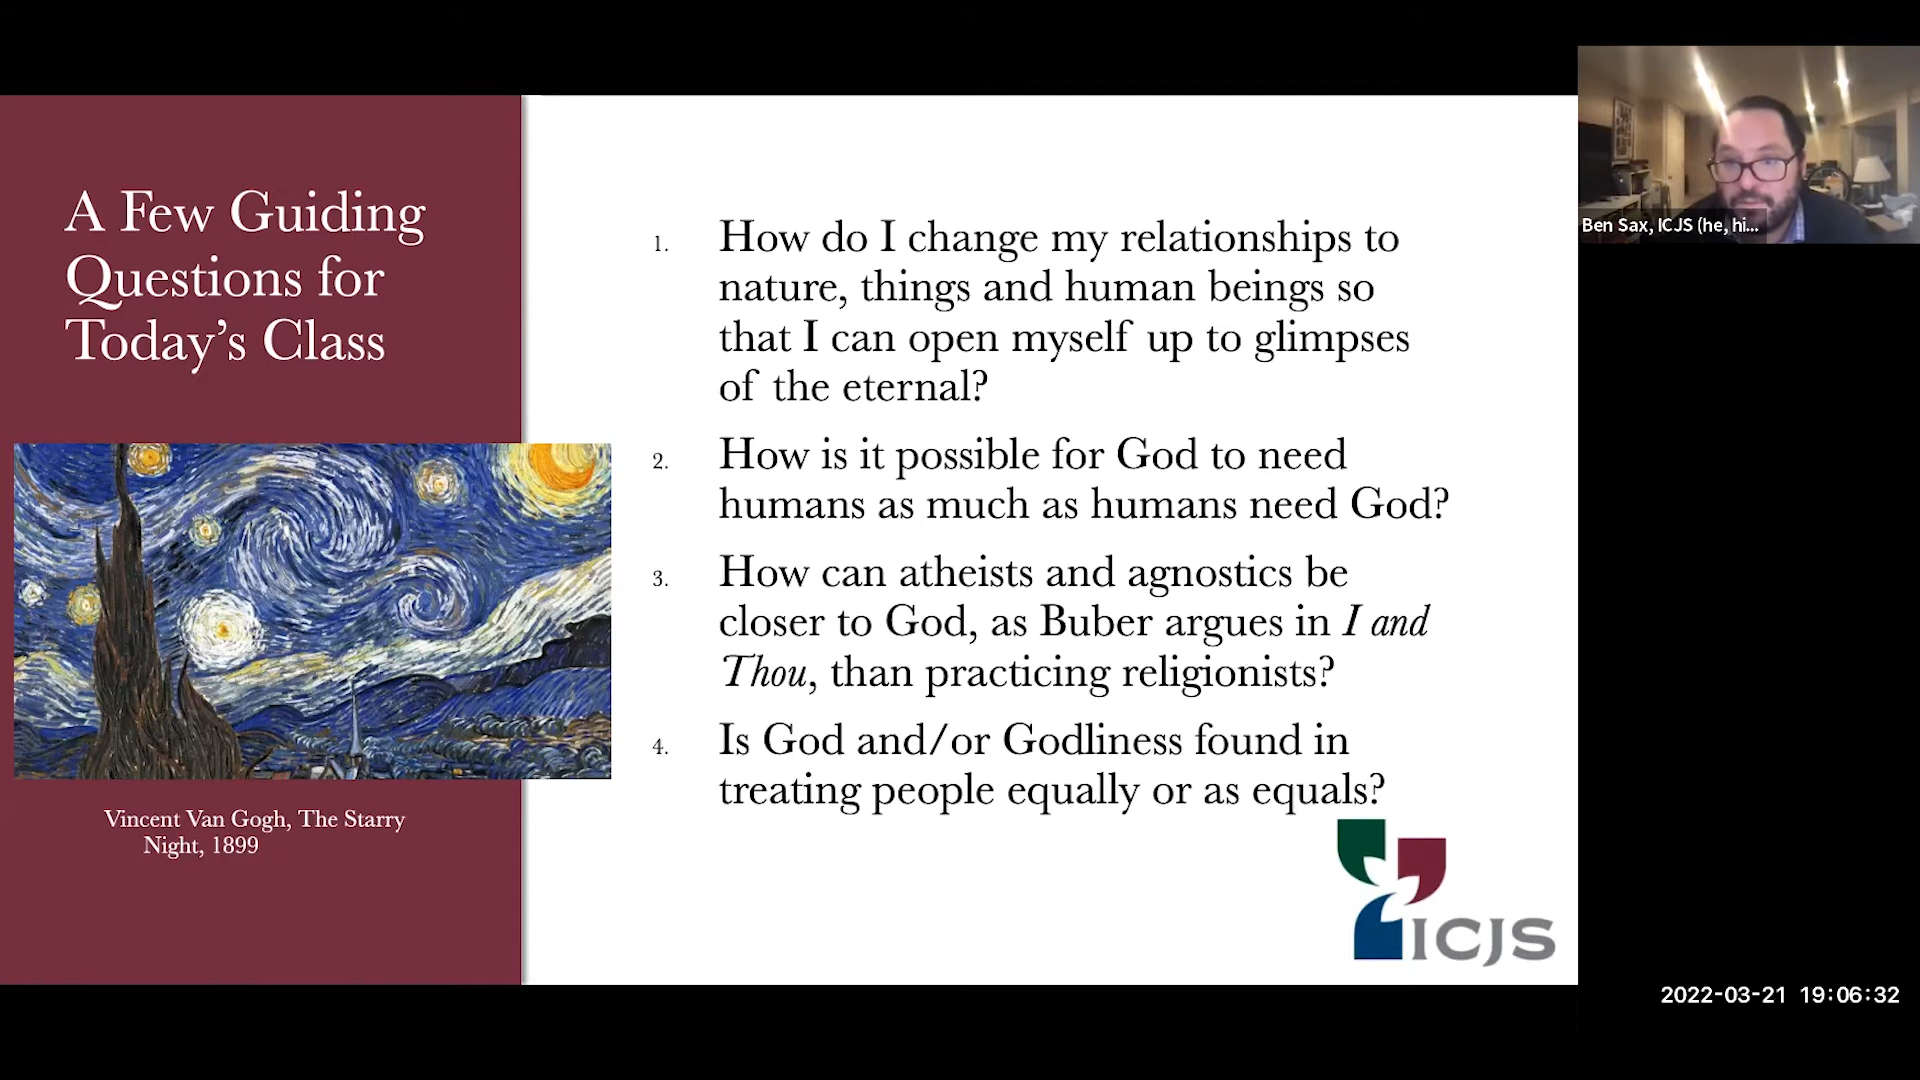 A Few Guiding
Questions for
Today's Class
Vincent Van Gogh, The Starry
Night, 1899
1. How do I change my relationships to
nature, things and human beings so
that I can open myself up to glimpses
of the eternal?
2. How is it possible for God to need
humans as much as humans need God?
3. How can atheists and agnostics be
closer to God, as Buber argues in I and
Thou, than practicing religionists?
4. Is God and/or Godliness found in
treating people equally or as equals?
ICJS
Ben Sax, ICJS (he, hi...
2022-03-21 19:06:32